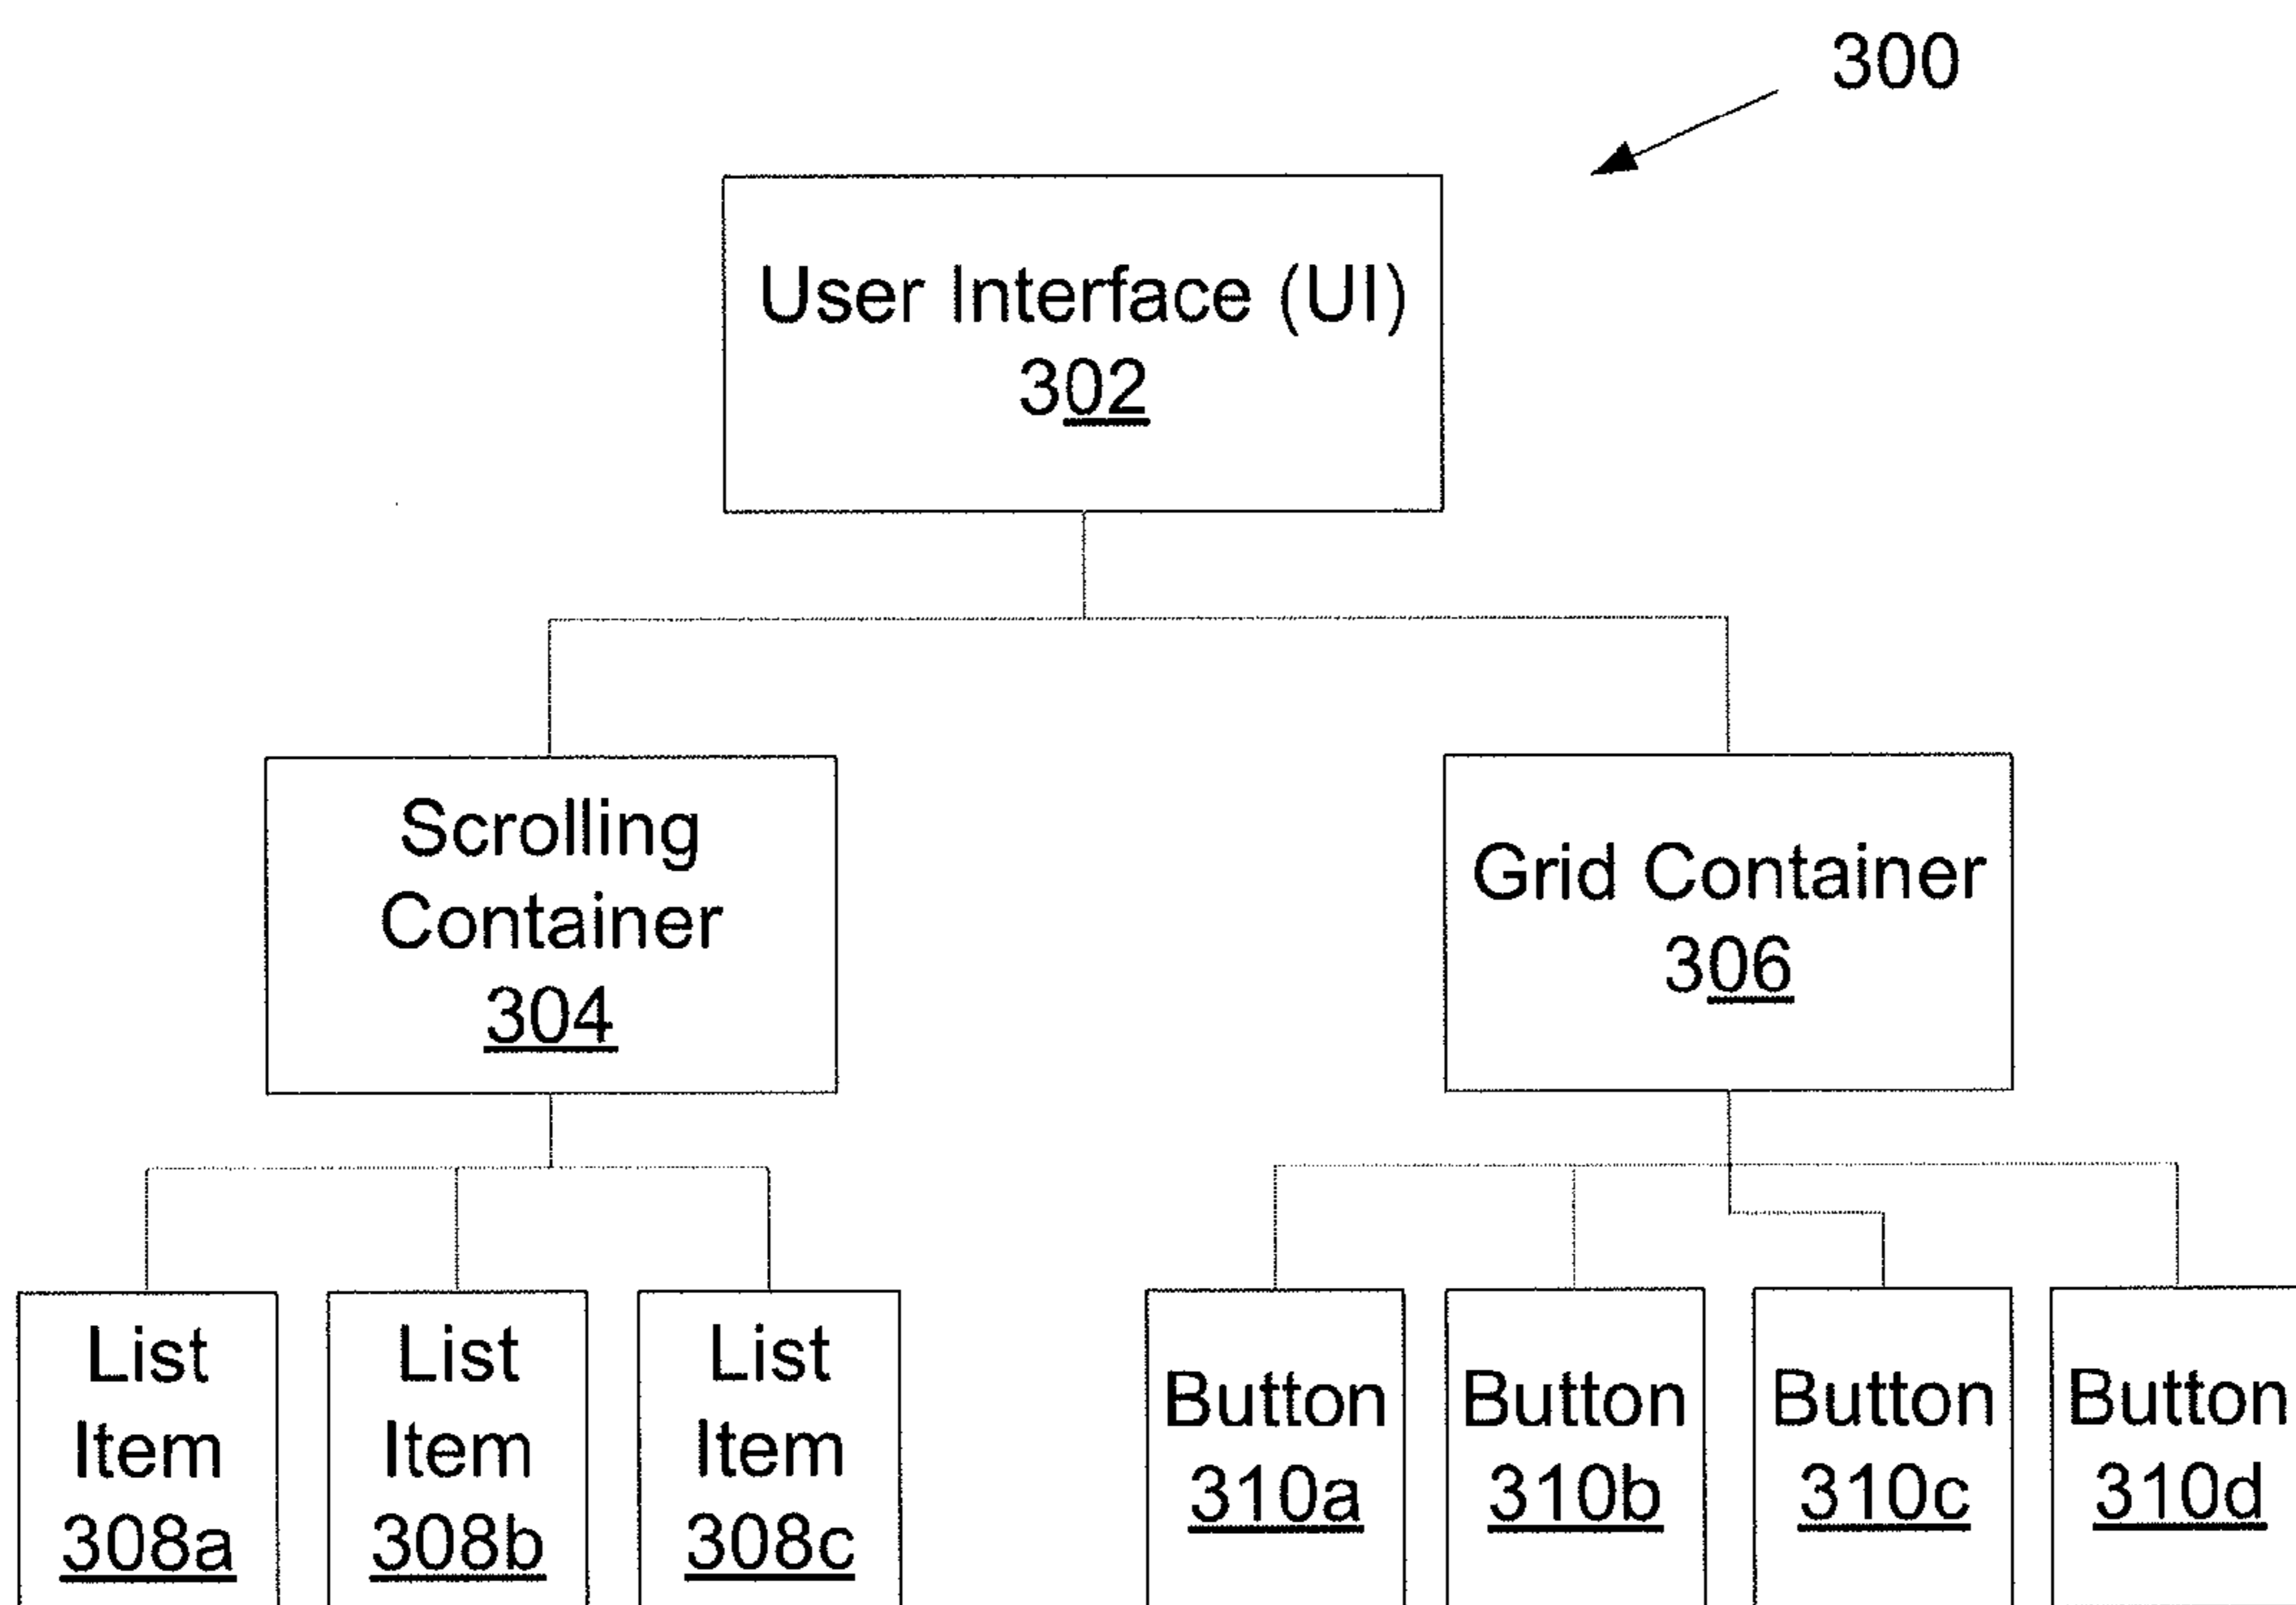 300
User Interface (UI)
302
Scrolling
Container
304
Grid Container
306
List
Item
308a
List
Item
308b
List
Item
308c
Button
310a
Button
310b
Button
310c
Button
310d